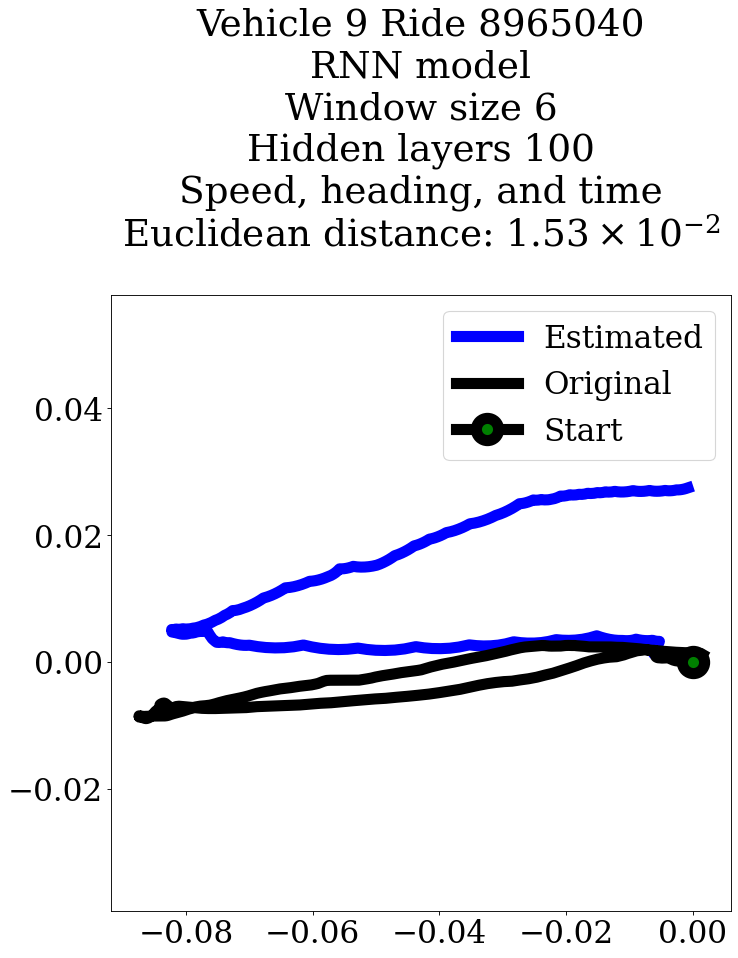 Vehicle 9 Ride 8965040
RNN model
Window size 6
Hidden layers 100
Speed, heading, and time
Euclidean distance: 1.53 × 10⁻²
Estimated
Original
Start
0.04
0.02
0.00
−0.02
−0.08 −0.06 −0.04 −0.02 0.00